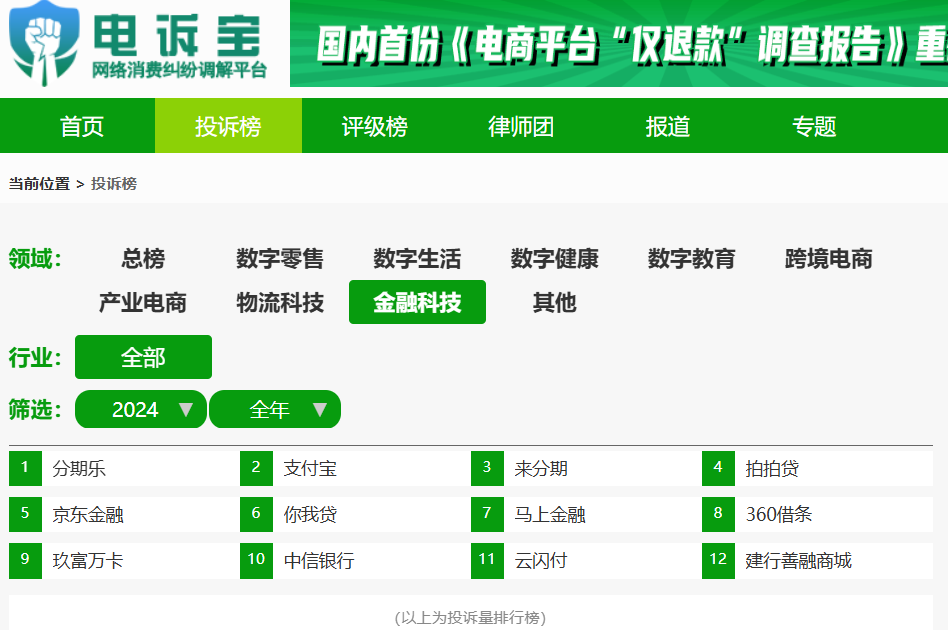 电诉宝
网络消费纠纷调解平台
国内首份《电商平台“仅退款”调查报告》重
首页 投诉榜 评级榜 律师团 报道 专题
当前位置 > 投诉榜
领域: 总榜 数字零售 数字生活 数字健康 数字教育 跨境电商
产业电商 物流科技 金融科技 其他
行业: 全部
筛选: 2024 ▼ 全年 ▼
1 分期乐 2 支付宝 3 来分期 4 拍拍贷
5 京东金融 6 你我贷 7 马上金融 8 360借条
9 玖富万卡 10 中信银行 11 云闪付 12 建行善融商城
(以上为投诉量排行榜)